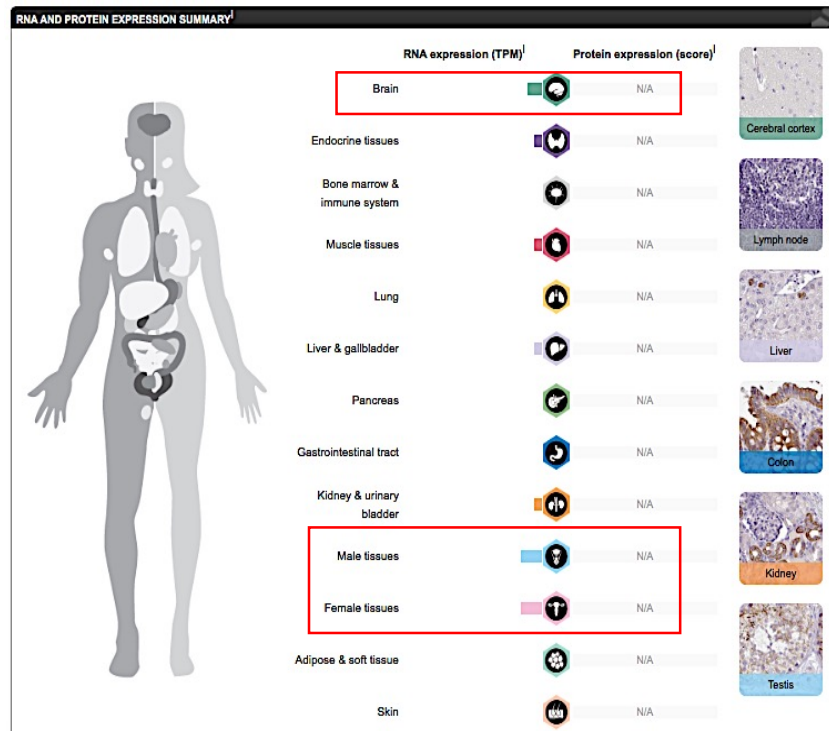 RNA AND PROTEIN EXPRESSION SUMMARYⁱ
RNA expression (TPM)ⁱ Protein expression (score)ⁱ
Brain N/A
Cerebral cortex
Endocrine tissues N/A
Bone marrow &
immune system N/A
Lymph node
Muscle tissues N/A
Lung N/A
Liver & gallbladder N/A
Liver
Pancreas N/A
Gastrointestinal tract N/A
Colon
Kidney & urinary
bladder N/A
Male tissues N/A
Kidney
Female tissues N/A
Adipose & soft tissue N/A
Testis
Skin N/A